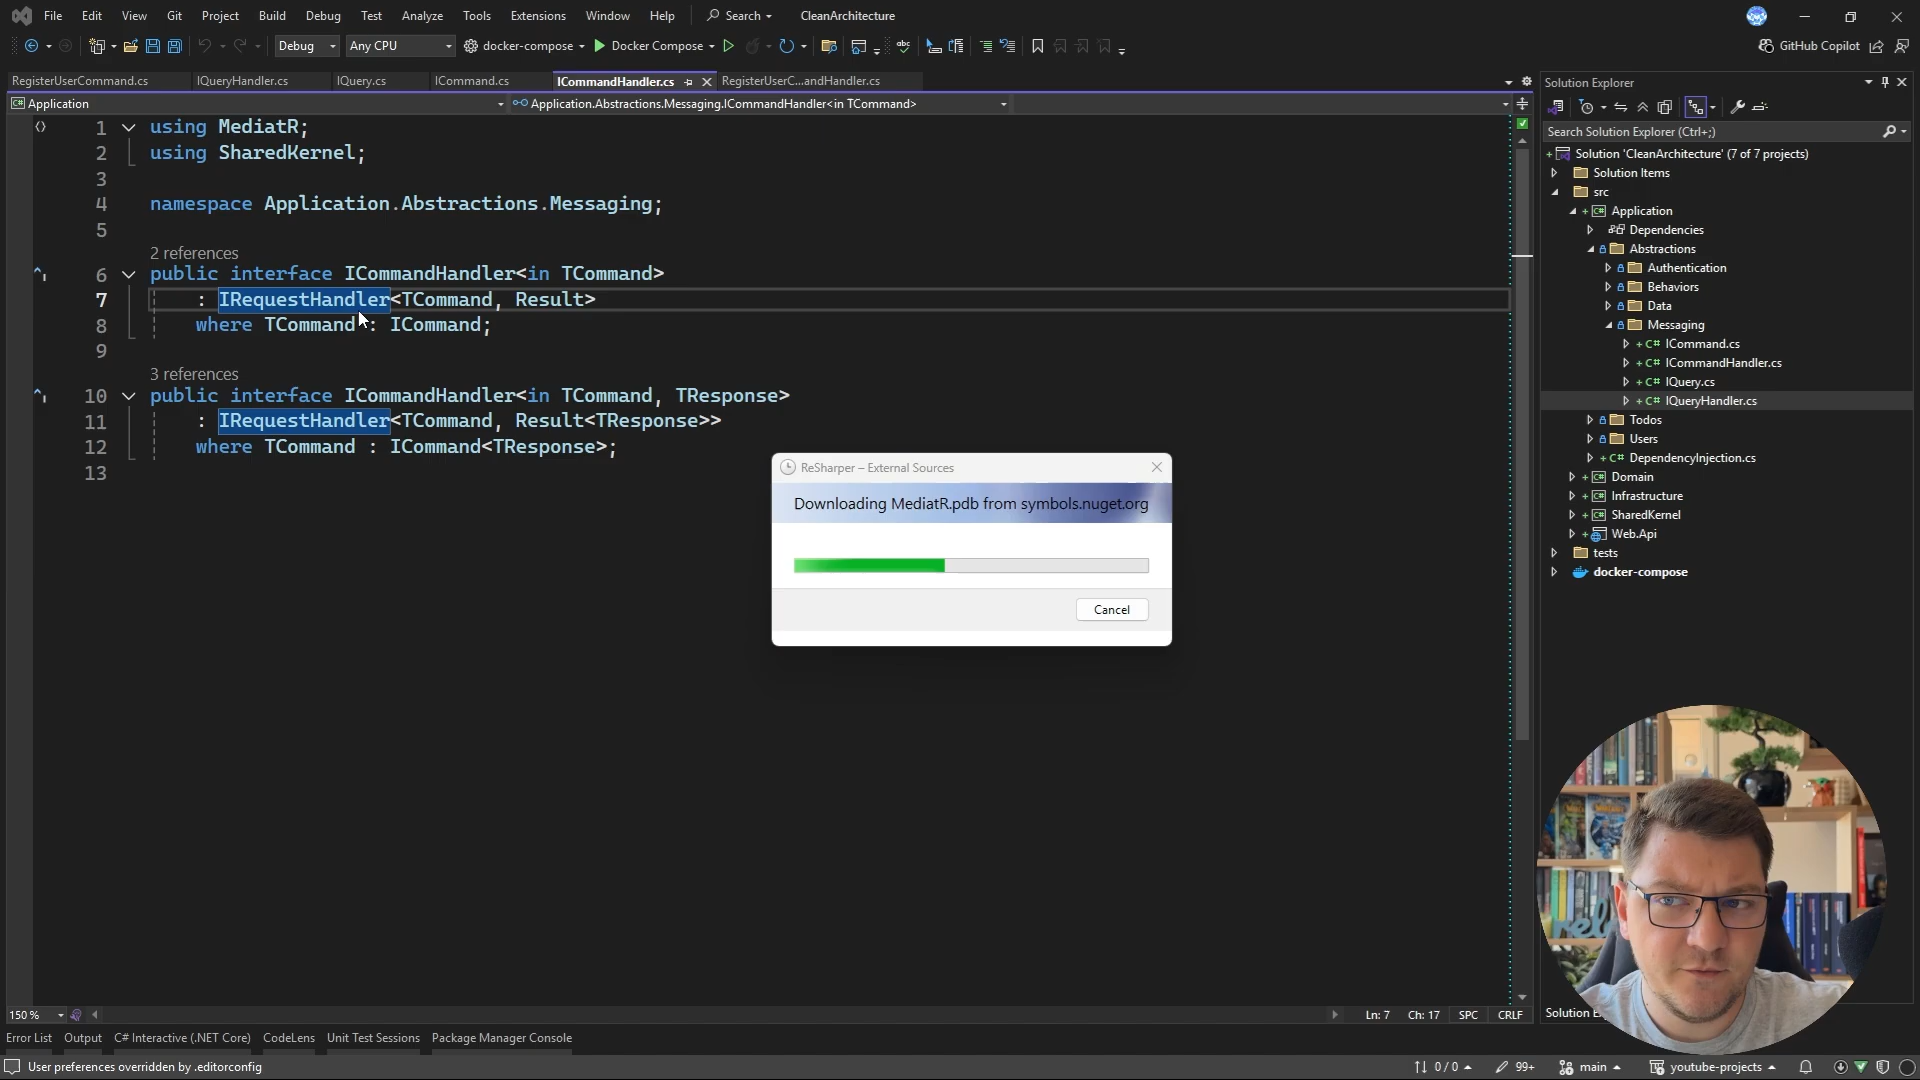 File Edit View Git Project Build Debug Test Analyze Tools Extensions Window Help Search CleanArchitecture
Debug Any CPU docker-compose Docker Compose GitHub Copilot
RegisterUserCommand.cs IQueryHandler.cs IQuery.cs ICommand.cs ICommandHandler.cs RegisterUserC...andHandler.cs
Application Application.Abstractions.Messaging.ICommandHandler<in TCommand>
1 using MediatR;
2 using SharedKernel;
3
4 namespace Application.Abstractions.Messaging;
5
2 references
6 public interface ICommandHandler<in TCommand>
7 : IRequestHandler<TCommand, Result>
8 where TCommand : ICommand;
9
3 references
10 public interface ICommandHandler<in TCommand, TResponse>
11 : IRequestHandler<TCommand, Result<TResponse>>
12 where TCommand : ICommand<TResponse>;
13
ReSharper – External Sources
Downloading MediatR.pdb from symbols.nuget.org
Cancel
Solution Explorer
Search Solution Explorer (Ctrl+;)
Solution 'CleanArchitecture' (7 of 7 projects)
Solution Items
src
Application
Dependencies
Abstractions
Authentication
Behaviors
Data
Messaging
ICommand.cs
ICommandHandler.cs
IQuery.cs
IQueryHandler.cs
Todos
Users
DependencyInjection.cs
Domain
Infrastructure
SharedKernel
Web.Api
tests
docker-compose
150 % Ln: 7 Ch: 17 SPC CRLF
Solution
Error List Output C# Interactive (.NET Core) CodeLens Unit Test Sessions Package Manager Console
User preferences overridden by .editorconfig 0 / 0 99+ main youtube-projects